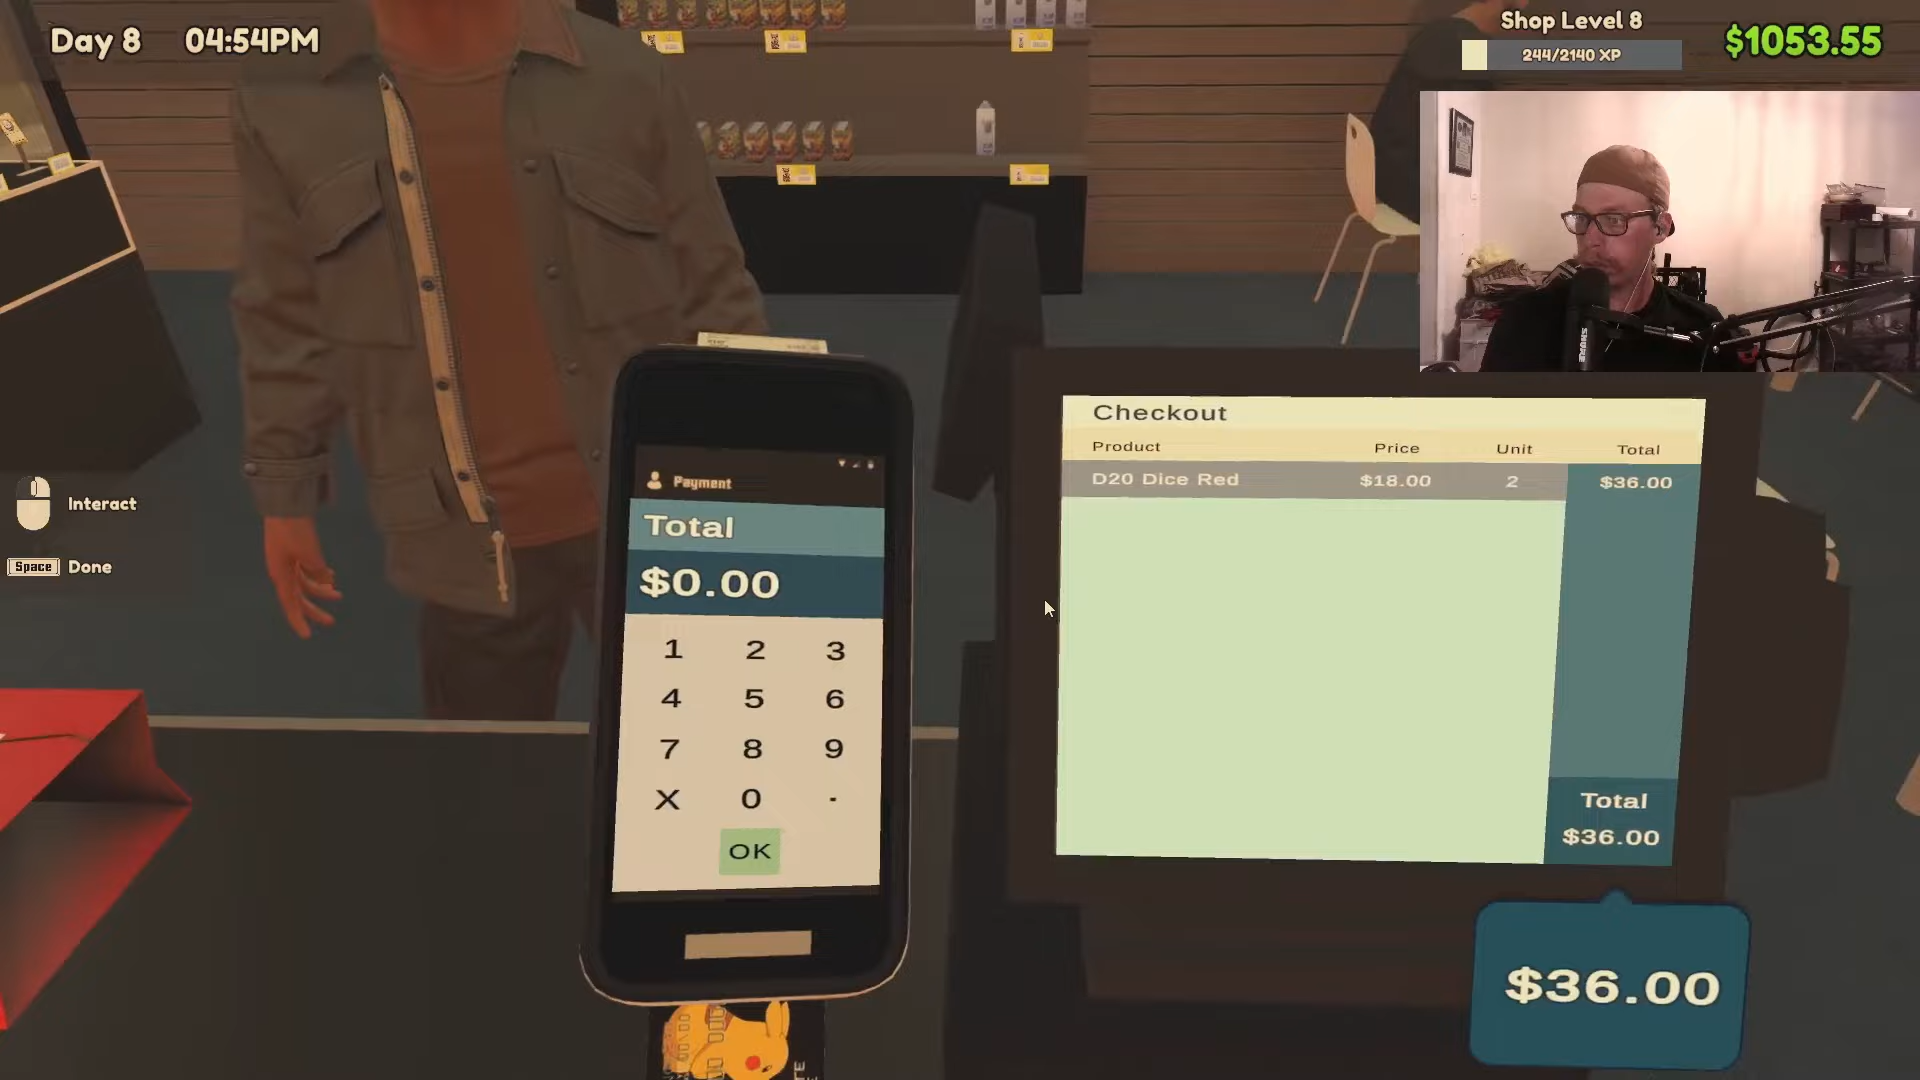 Day 8 04:54PM
Shop Level 8
244/2140 XP
$1053.55
Interact
Space Done
Payment
Total
$0.00
1 2 3
4 5 6
7 8 9
X 0 .
OK
Checkout
Product Price Unit Total
D20 Dice Red $18.00 2 $36.00
Total
$36.00
$36.00
SHURE